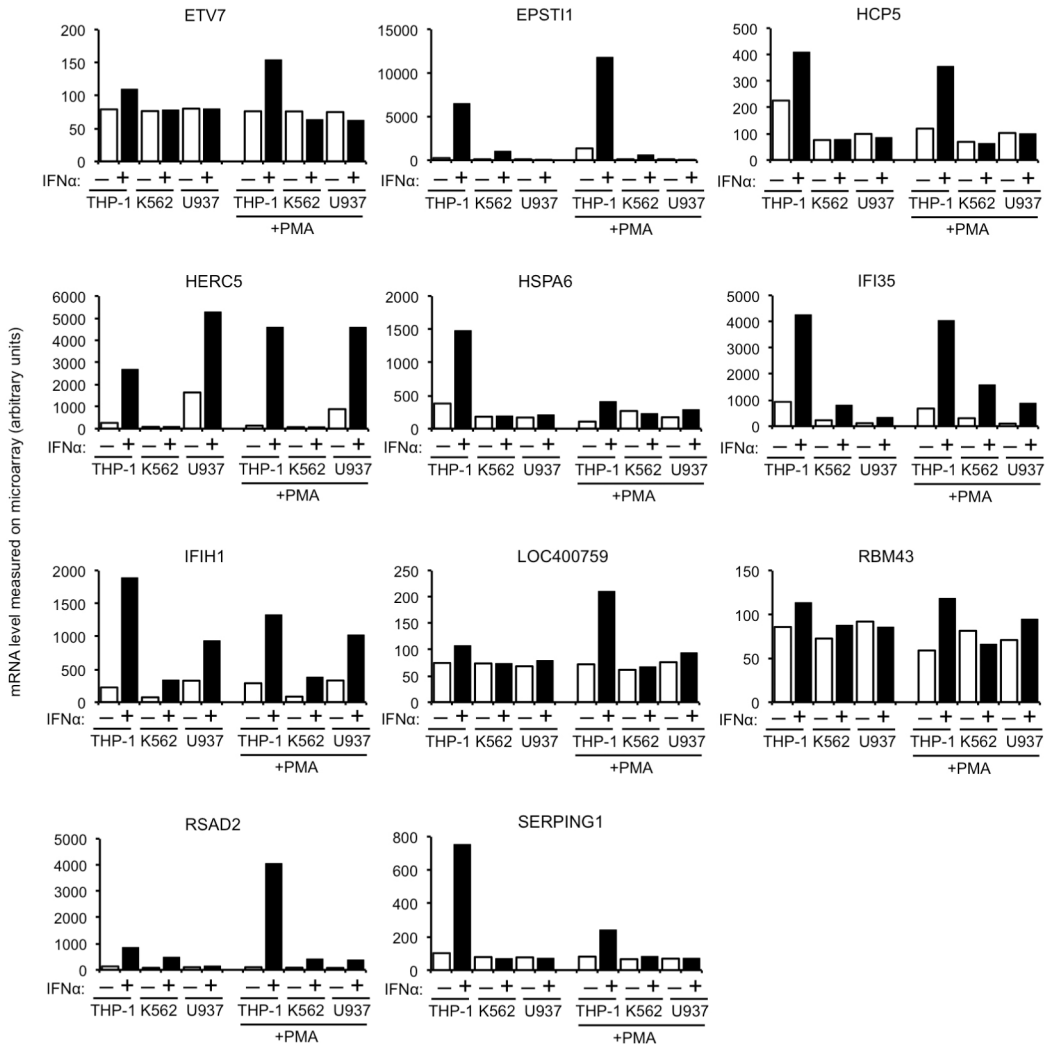 mRNA level measured on microarray (arbitrary units)
ETV7
200
150
100
50
0
IFNα: – + – + – + – + – + – +
THP-1 K562 U937 THP-1 K562 U937
+PMA
EPSTI1
15000
10000
5000
0
IFNα: – + – + – + – + – + – +
THP-1 K562 U937 THP-1 K562 U937
+PMA
HCP5
500
400
300
200
100
0
IFNα: – + – + – + – + – + – +
THP-1 K562 U937 THP-1 K562 U937
+PMA
HERC5
6000
5000
4000
3000
2000
1000
0
IFNα: – + – + – + – + – + – +
THP-1 K562 U937 THP-1 K562 U937
+PMA
HSPA6
2000
1500
1000
500
0
IFNα: – + – + – + – + – + – +
THP-1 K562 U937 THP-1 K562 U937
+PMA
IFI35
5000
4000
3000
2000
1000
0
IFNα: – + – + – + – + – + – +
THP-1 K562 U937 THP-1 K562 U937
+PMA
IFIH1
2000
1500
1000
500
0
IFNα: – + – + – + – + – + – +
THP-1 K562 U937 THP-1 K562 U937
+PMA
LOC400759
250
200
150
100
50
0
IFNα: – + – + – + – + – + – +
THP-1 K562 U937 THP-1 K562 U937
+PMA
RBM43
150
100
50
0
IFNα: – + – + – + – + – + – +
THP-1 K562 U937 THP-1 K562 U937
+PMA
RSAD2
5000
4000
3000
2000
1000
0
IFNα: – + – + – + – + – + – +
THP-1 K562 U937 THP-1 K562 U937
+PMA
SERPING1
800
600
400
200
0
IFNα: – + – + – + – + – + – +
THP-1 K562 U937 THP-1 K562 U937
+PMA